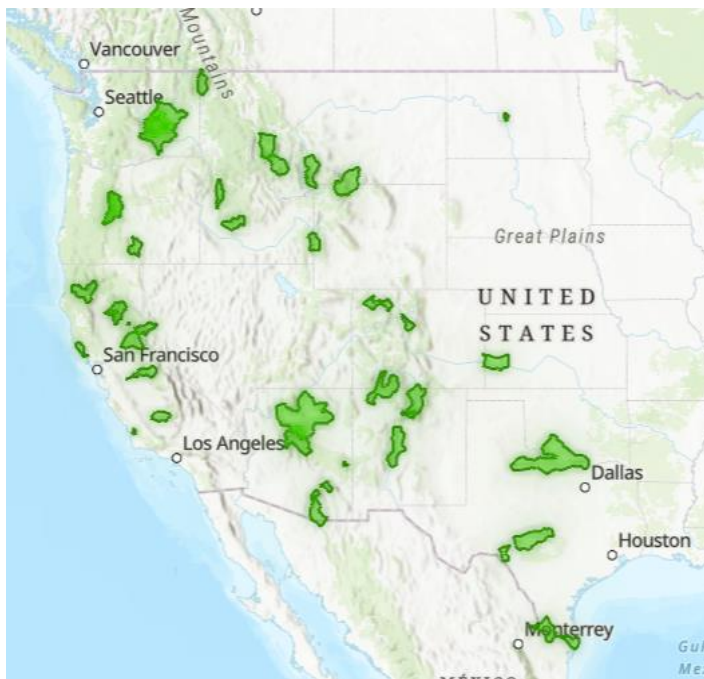 Mountains
Vancouver
Seattle
Great Plains
UNITED
STATES
San Francisco
Los Angeles
Dallas
Houston
Monterrey